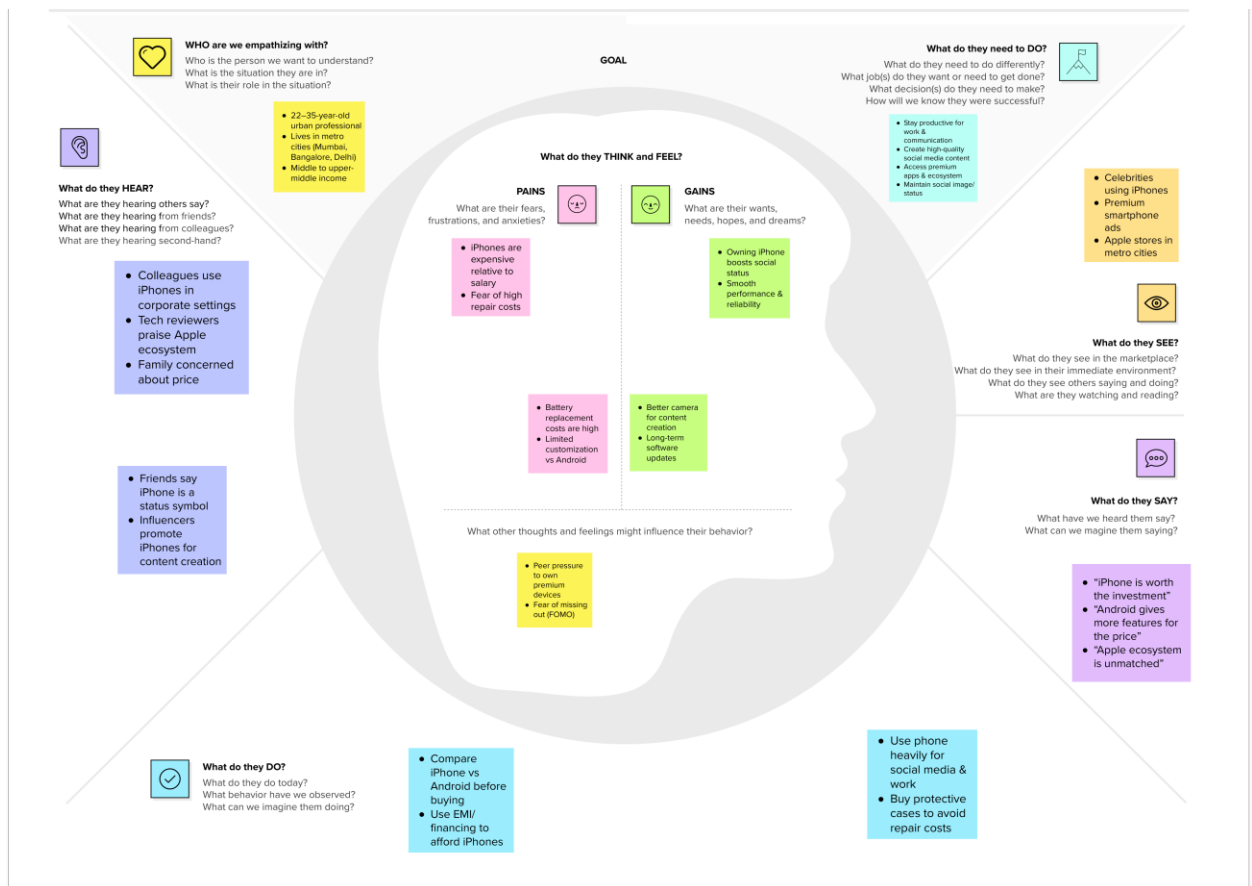 WHO are we empathizing with?
Who is the person we want to understand?
What is the situation they are in?
What is their role in the situation?
• 22–35-year-old
urban professional
• Lives in metro
cities (Mumbai,
Bangalore, Delhi)
• Middle to upper-
middle income
GOAL
What do they need to DO?
What do they need to do differently?
What job(s) do they want or need to get done?
What decision(s) do they need to make?
How will we know they were successful?
• Stay productive for
work &
communication
• Create high-quality
social media content
• Access premium
apps & ecosystem
• Maintain social image/
status
What do they HEAR?
What are they hearing others say?
What are they hearing from friends?
What are they hearing from colleagues?
What are they hearing second-hand?
• Colleagues use
iPhones in
corporate settings
• Tech reviewers
praise Apple
ecosystem
• Family concerned
about price
• Friends say
iPhone is a
status symbol
• Influencers
promote
iPhones for
content creation
What do they THINK and FEEL?
PAINS
What are their fears,
frustrations, and anxieties?
• iPhones are
expensive
relative to
salary
• Fear of high
repair costs
• Battery
replacement
costs are high
• Limited
customization
vs Android
GAINS
What are their wants,
needs, hopes, and dreams?
• Owning iPhone
boosts social
status
• Smooth
performance &
reliability
• Better camera
for content
creation
• Long-term
software
updates
What other thoughts and feelings might influence their behavior?
• Peer pressure
to own
premium
devices
• Fear of missing
out (FOMO)
• Celebrities
using iPhones
• Premium
smartphone
ads
• Apple stores in
metro cities
What do they SEE?
What do they see in the marketplace?
What do they see in their immediate environment?
What do they see others saying and doing?
What are they watching and reading?
What do they SAY?
What have we heard them say?
What can we magine them saying?
• “iPhone is worth
the investment”
• “Android gives
more features for
the price”
• “Apple ecosystem
is unmatched”
What do they DO?
What do they do today?
What behavior have we observed?
What can we imagine them doing?
• Compare
iPhone vs
Android before
buying
• Use EMI/
financing to
afford iPhones
• Use phone
heavily for
social media &
work
• Buy protective
cases to avoid
repair costs